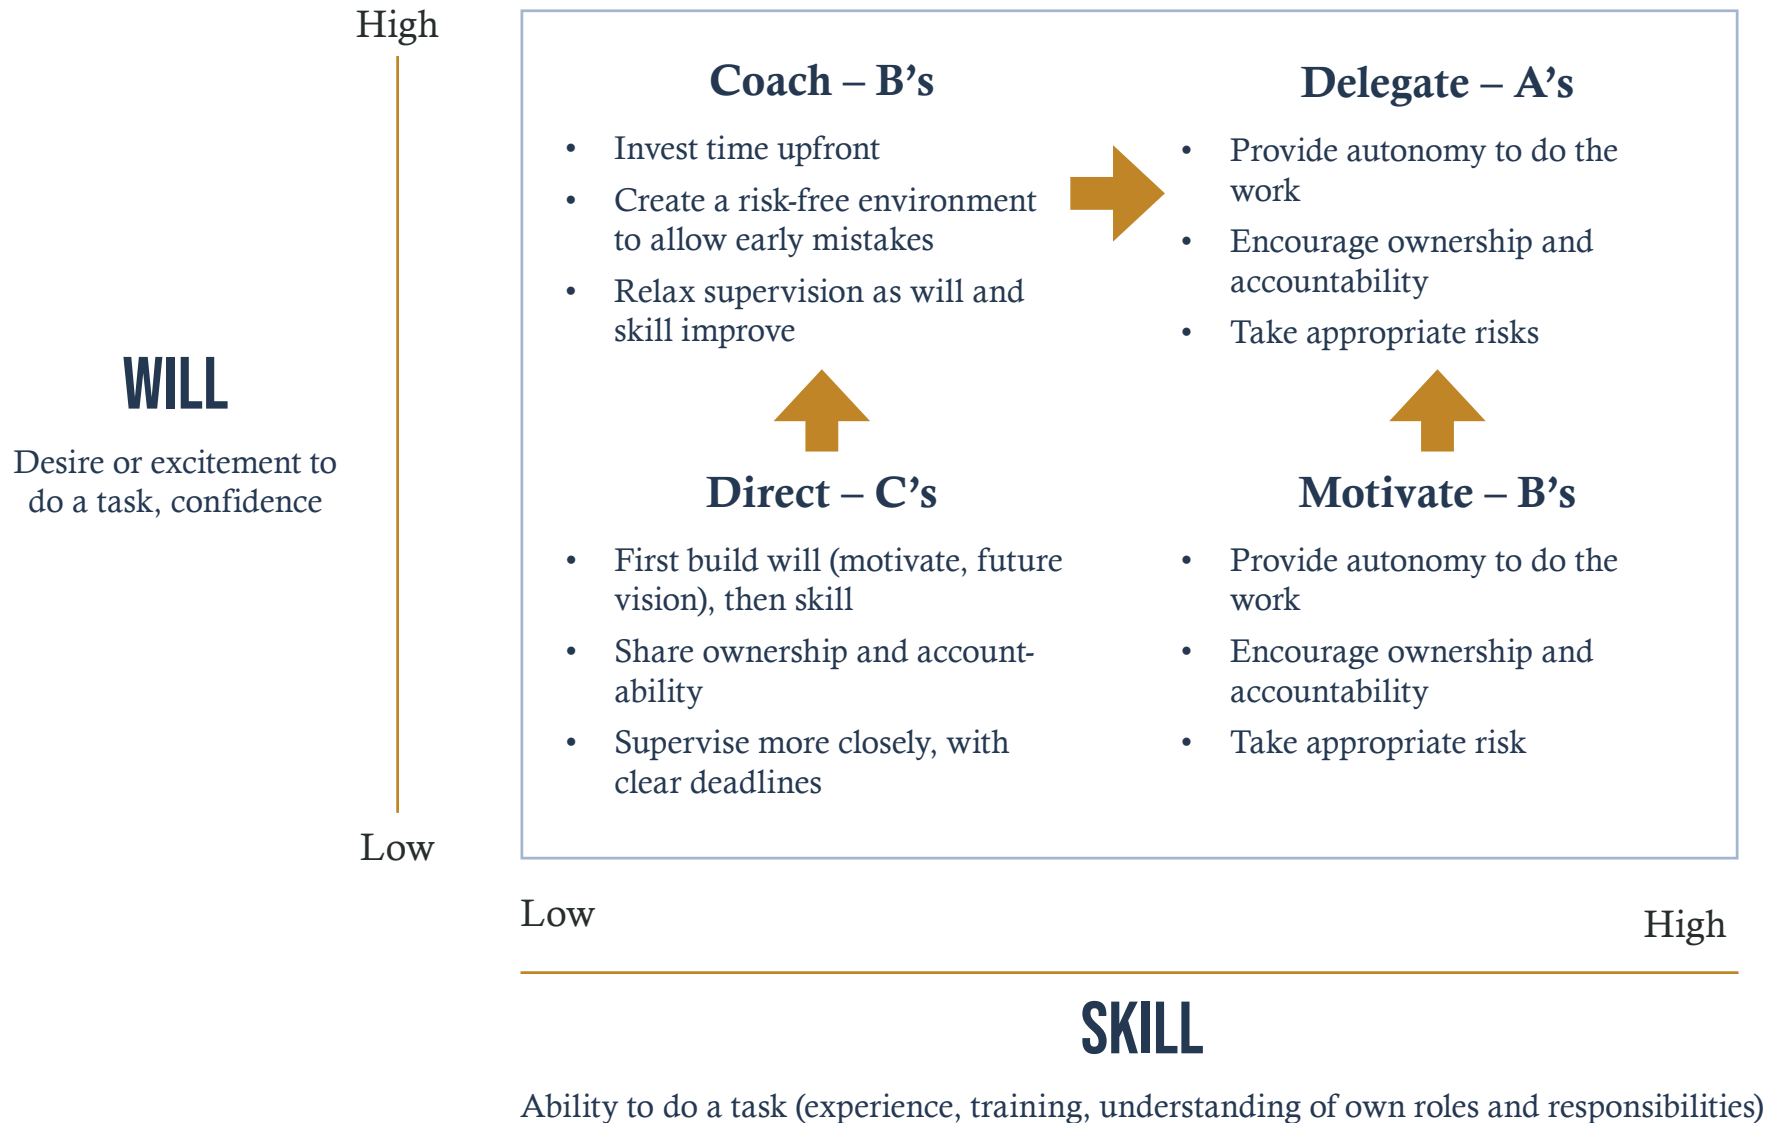 High
Coach – B’s
• Invest time upfront
• Create a risk-free environment
to allow early mistakes
• Relax supervision as will and
skill improve
Delegate – A’s
• Provide autonomy to do the
work
• Encourage ownership and
accountability
• Take appropriate risks
WILL
Desire or excitement to
do a task, confidence
Direct – C’s
• First build will (motivate, future
vision), then skill
• Share ownership and account-
ability
• Supervise more closely, with
clear deadlines
Motivate – B’s
• Provide autonomy to do the
work
• Encourage ownership and
accountability
• Take appropriate risk
Low
Low
High
SKILL
Ability to do a task (experience, training, understanding of own roles and responsibilities)